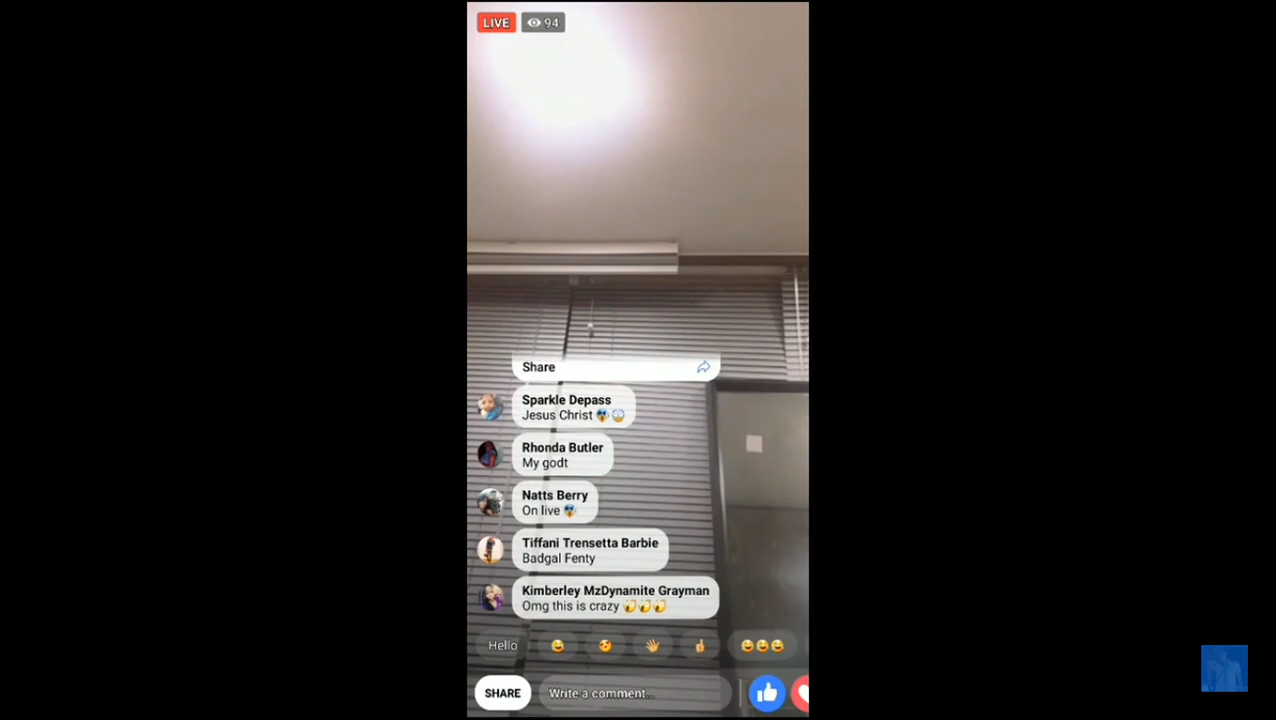 LIVE 94
Share
Sparkle Depass
Jesus Christ 😱😳
Rhonda Butler
My godt
Natts Berry
On live 😱
Tiffani Trensetta Barbie
Badgal Fenty
Kimberley MzDynamite Grayman
Omg this is crazy 😱😱😱
Hello 😂 😍 👋 👍 😂😂😂
SHARE Write a comment...